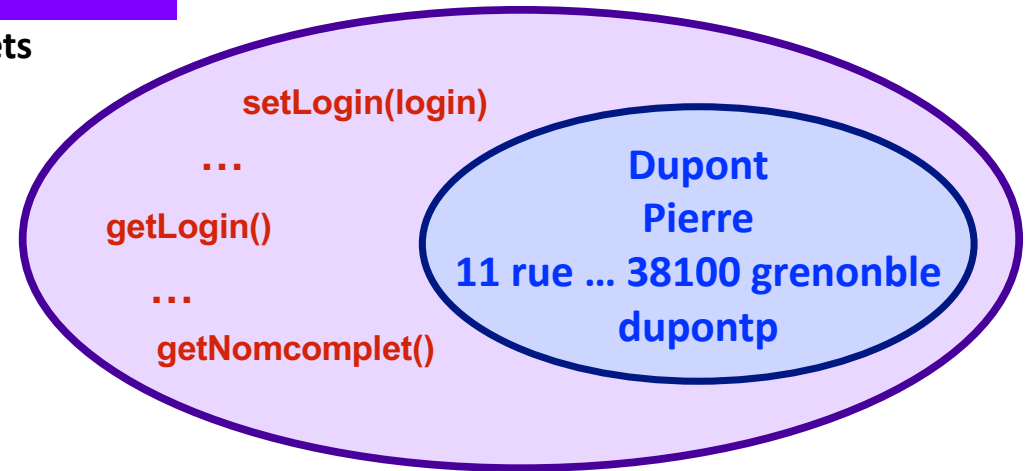 ets
setLogin(login)
...
getLogin()
...
getNomcomplet()
Dupont
Pierre
11 rue ... 38100 grenonble
dupontp